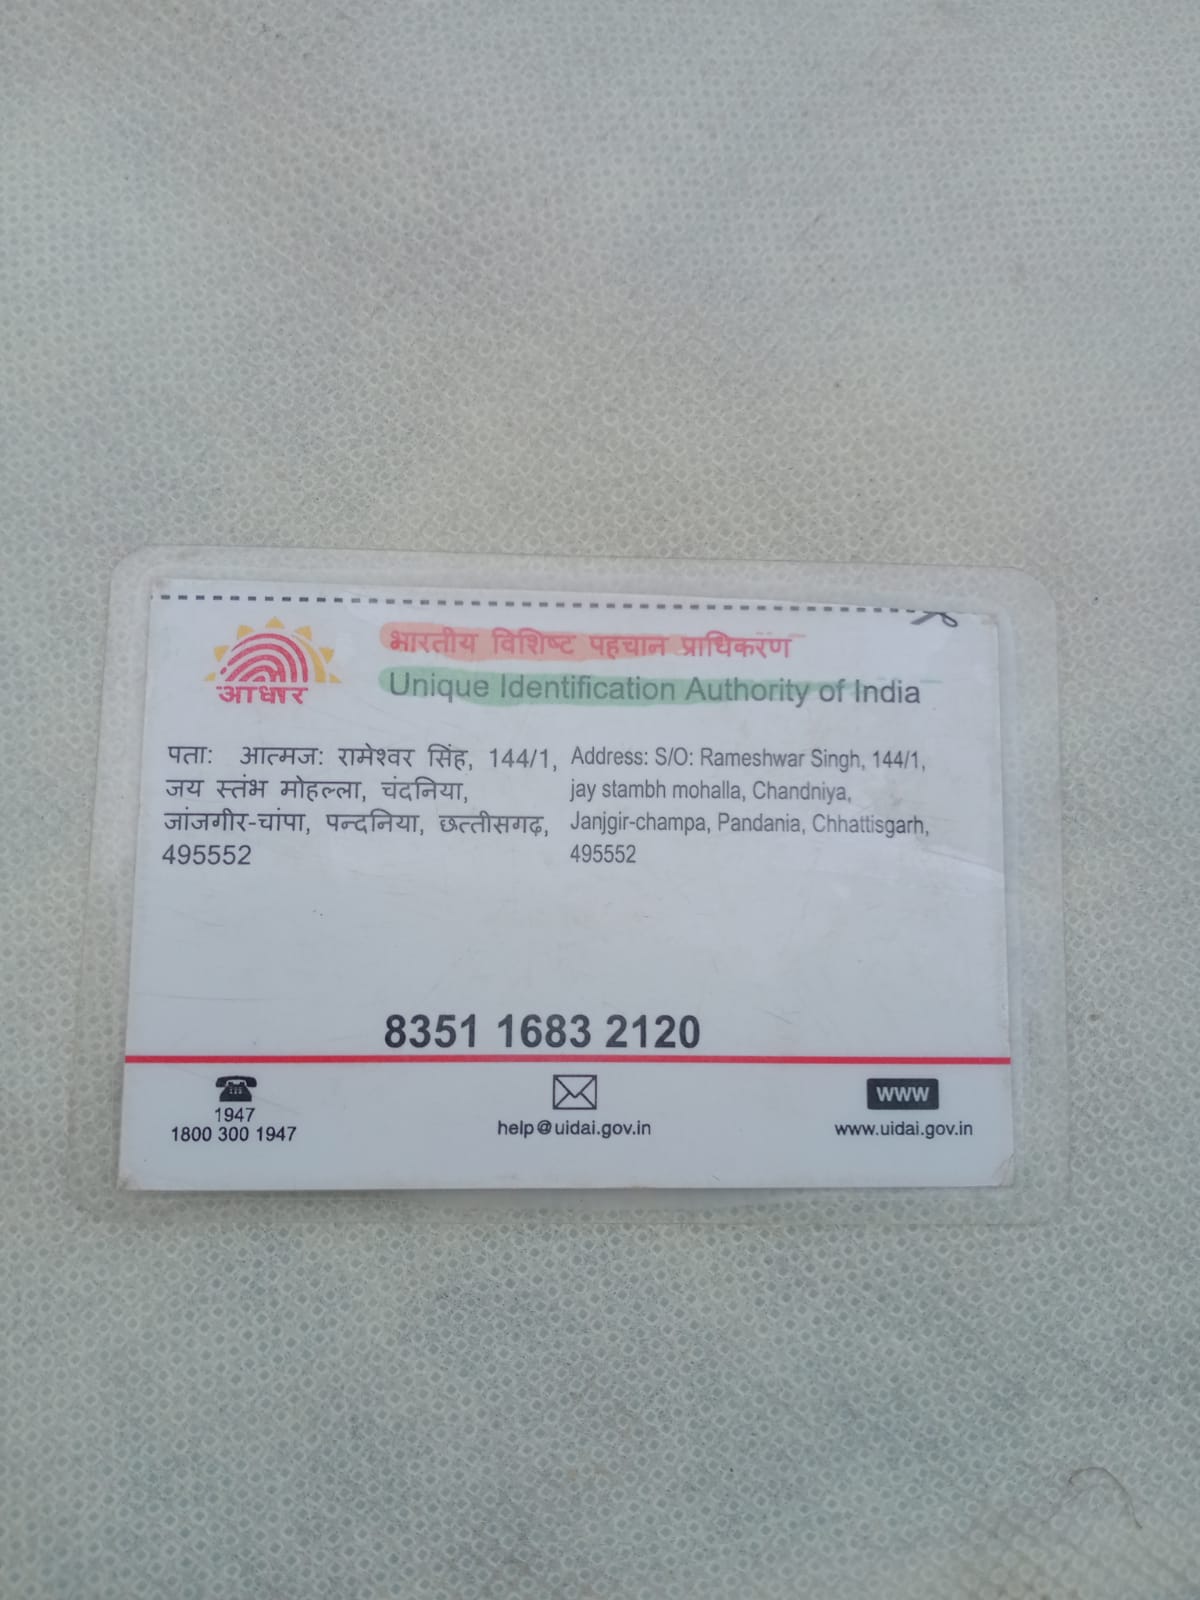 आधार
भारतीय विशिष्ट पहचान प्राधिकरण
Unique Identification Authority of India
पता: आत्मज: रामेश्वर सिंह, 144/1,
जय स्तंभ मोहल्ला, चंदनिया,
जांजगीर-चांपा, पन्दनिया, छत्तीसगढ़,
495552
Address: S/O: Rameshwar Singh, 144/1,
jay stambh mohalla, Chandniya,
Janjgir-champa, Pandania, Chhattisgarh,
495552
8351 1683 2120
1947
1800 300 1947
help@uidai.gov.in
WWW
www.uidai.gov.in